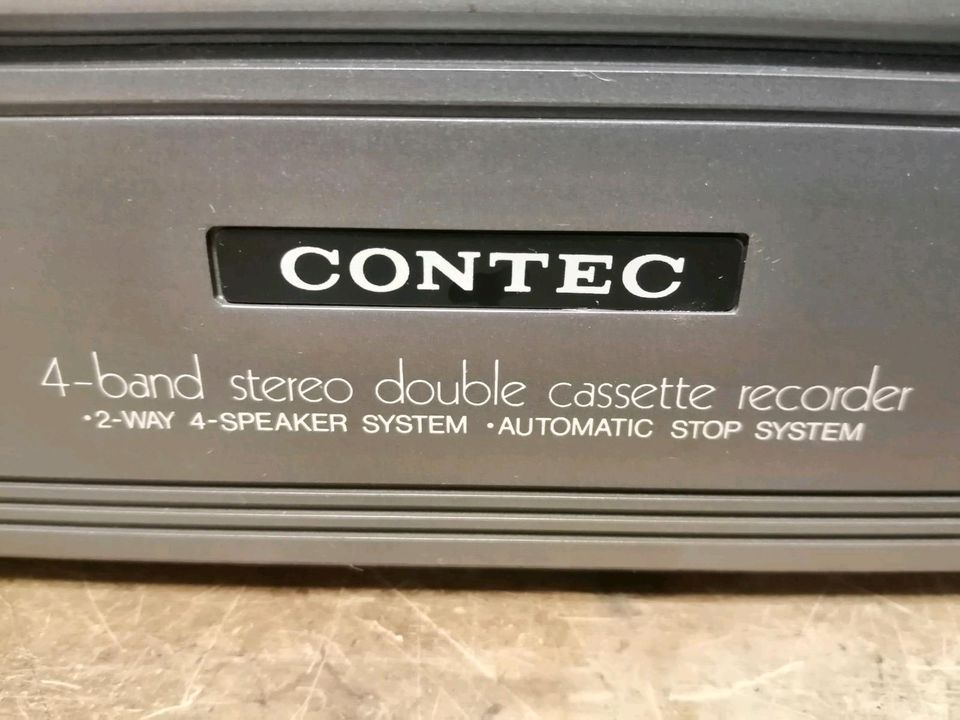 CONTEC
4-band stereo double cassette recorder
•2-WAY 4-SPEAKER SYSTEM •AUTOMATIC STOP SYSTEM